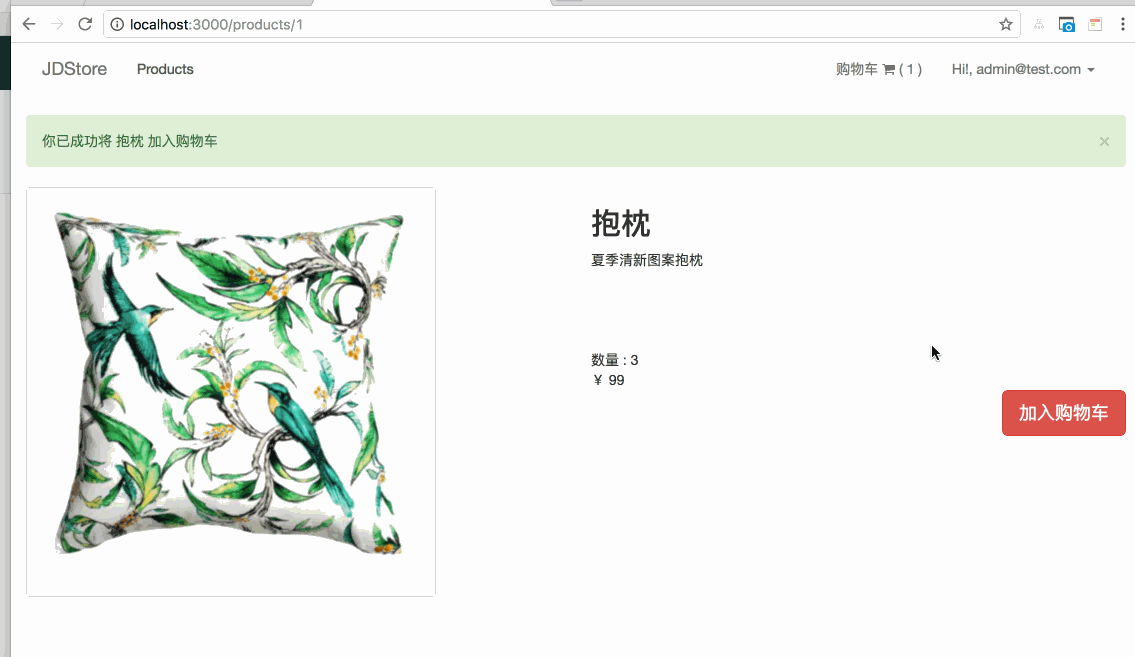 localhost:3000/products/1
JDStore Products 购物车 ( 1 ) Hi!, admin@test.com
你已成功将 抱枕 加入购物车 ×
抱枕
夏季清新图案抱枕
数量 : 3
¥ 99
加入购物车